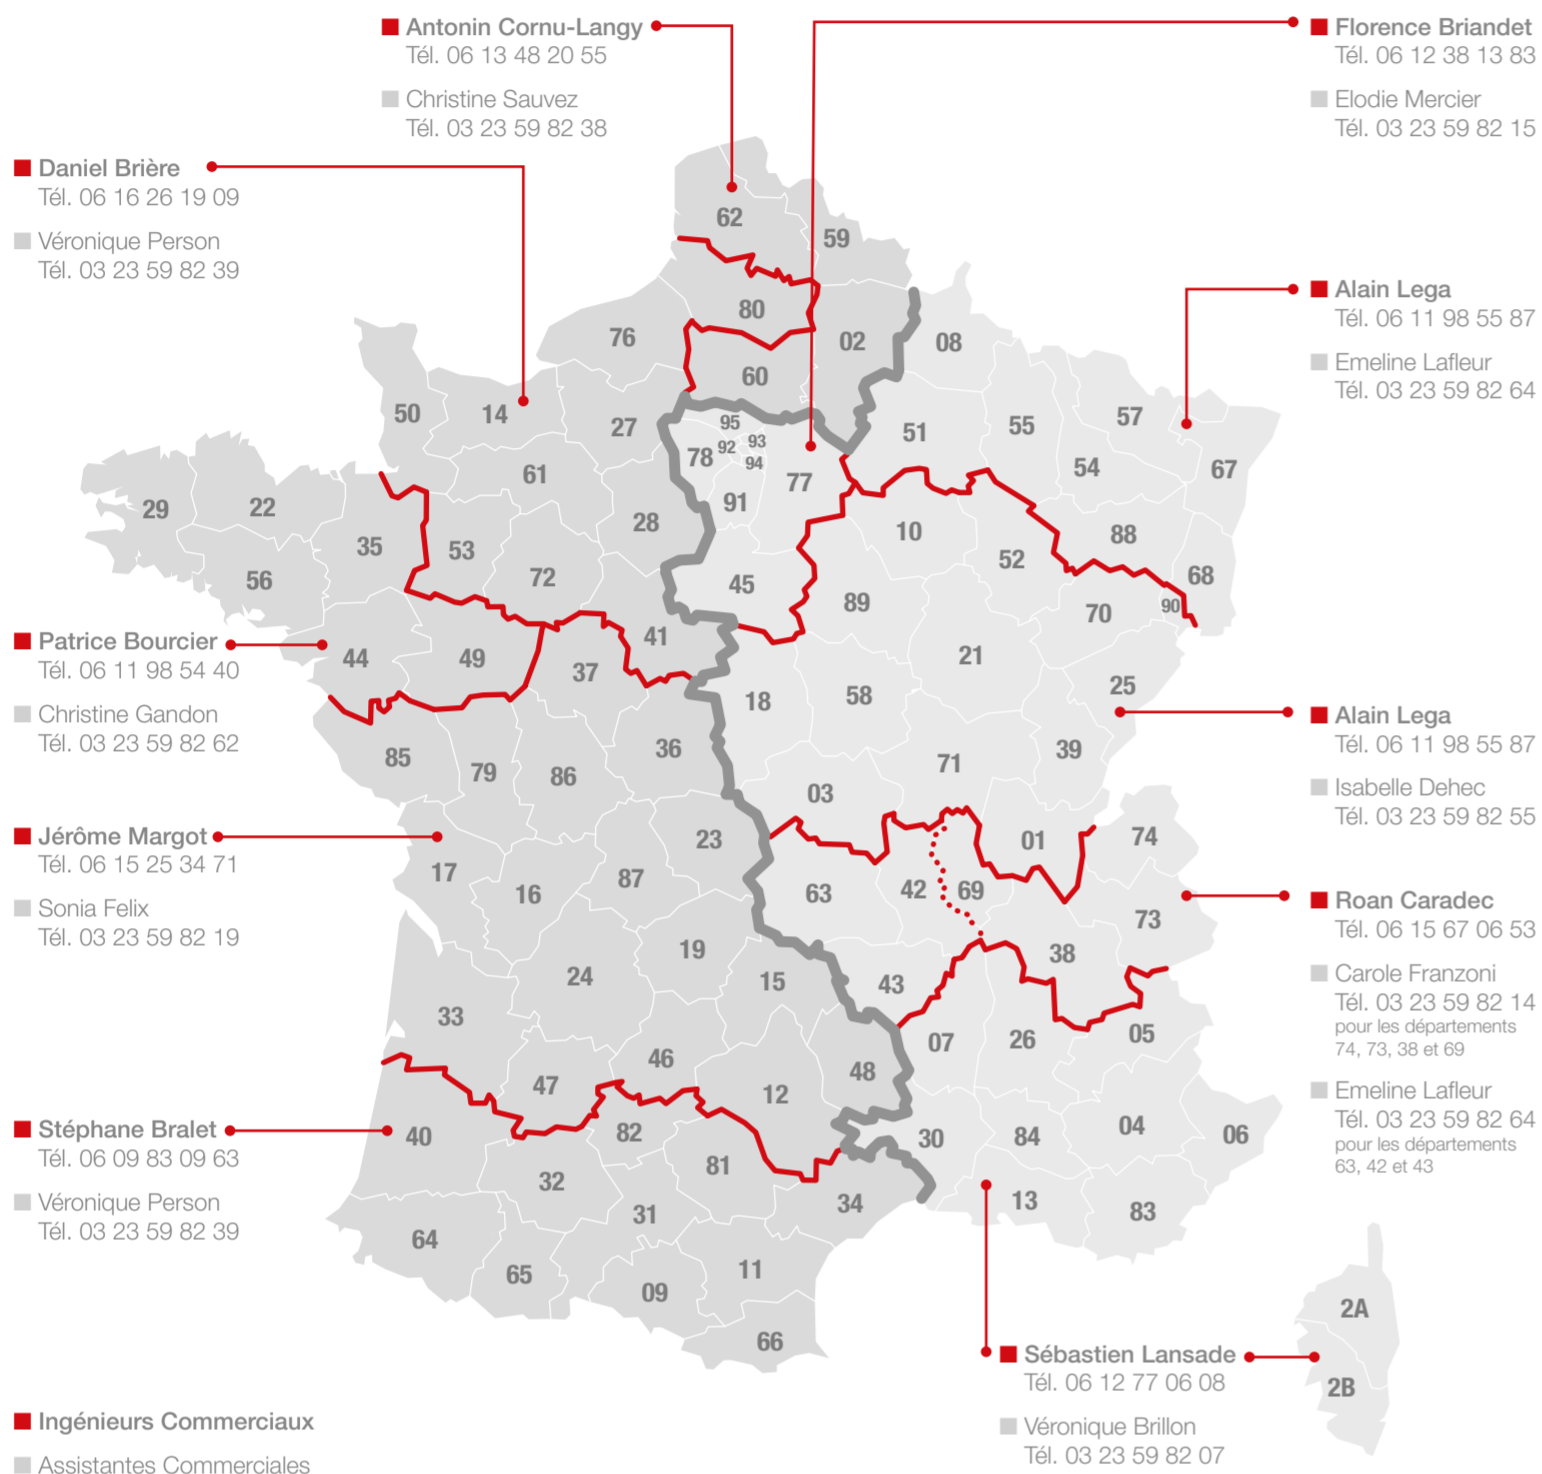 Antonin Cornu-Langy
Tél. 06 13 48 20 55
Christine Sauvez
Tél. 03 23 59 82 38
Florence Briandet
Tél. 06 12 38 13 83
Elodie Mercier
Tél. 03 23 59 82 15
Daniel Brière
Tél. 06 16 26 19 09
Véronique Person
Tél. 03 23 59 82 39
Alain Lega
Tél. 06 11 98 55 87
Emeline Lafleur
Tél. 03 23 59 82 64
Patrice Bourcier
Tél. 06 11 98 54 40
Christine Gandon
Tél. 03 23 59 82 62
Alain Lega
Tél. 06 11 98 55 87
Isabelle Dehec
Tél. 03 23 59 82 55
Jérôme Margot
Tél. 06 15 25 34 71
Sonia Felix
Tél. 03 23 59 82 19
Roan Caradec
Tél. 06 15 67 06 53
Carole Franzoni
Tél. 03 23 59 82 14
pour les départements
74, 73, 38 et 69
Emeline Lafleur
Tél. 03 23 59 82 64
pour les départements
63, 42 et 43
Stéphane Bralet
Tél. 06 09 83 09 63
Véronique Person
Tél. 03 23 59 82 39
Sébastien Lansade
Tél. 06 12 77 06 08
Véronique Brillon
Tél. 03 23 59 82 07
Ingénieurs Commerciaux
Assistantes Commerciales
62
59
80
76
02
08
60
50
14
27
95
51
55
57
78
92
93
94
61
77
54
67
29
22
91
28
35
53
10
88
56
72
45
52
68
89
70
90
41
44
49
37
21
25
18
58
36
85
79
86
71
39
03
23
01
74
17
16
87
63
42
69
73
19
38
24
15
43
33
07
26
05
46
48
47
12
40
82
30
84
04
06
81
32
34
13
83
31
64
65
11
09
66
2A
2B